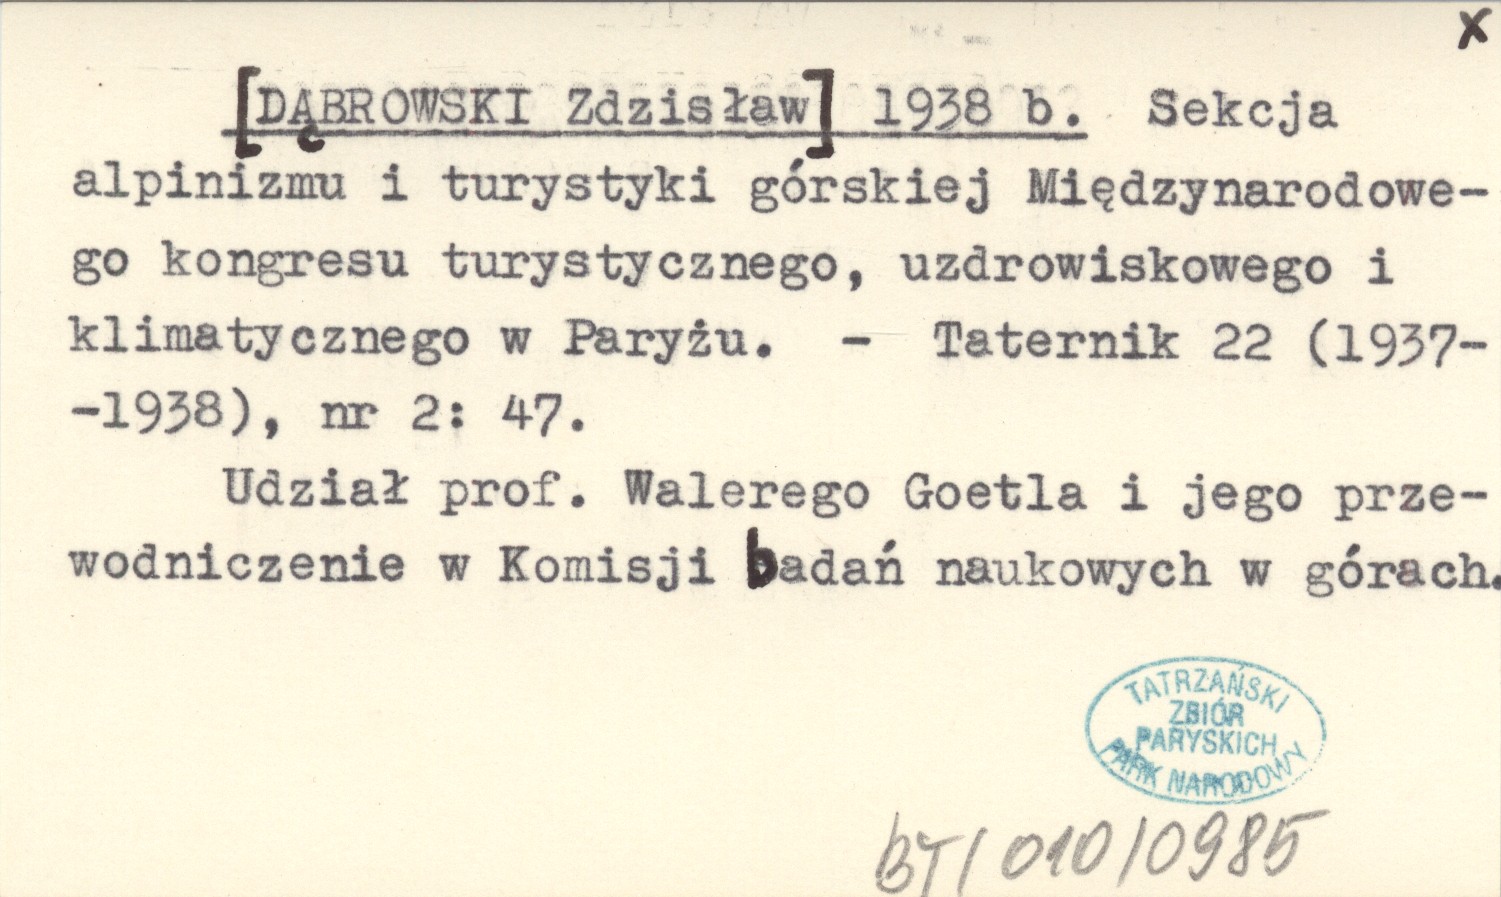 x
[DĄBROWSKI Zdzisław] 1938 b. Sekcja
alpinizmu i turystyki górskiej Międzynarodowe-
go kongresu turystycznego, uzdrowiskowego i
klimatycznego w Paryżu. - Taternik 22 (1937-
-1938), nr 2: 47.
Udział prof. Walerego Goetla i jego prze-
wodniczenie w Komisji badań naukowych w górach.
TATRZAŃSKI
ZBIÓR
PARYSKICH
PARK NARODOWY
BT/010/0985